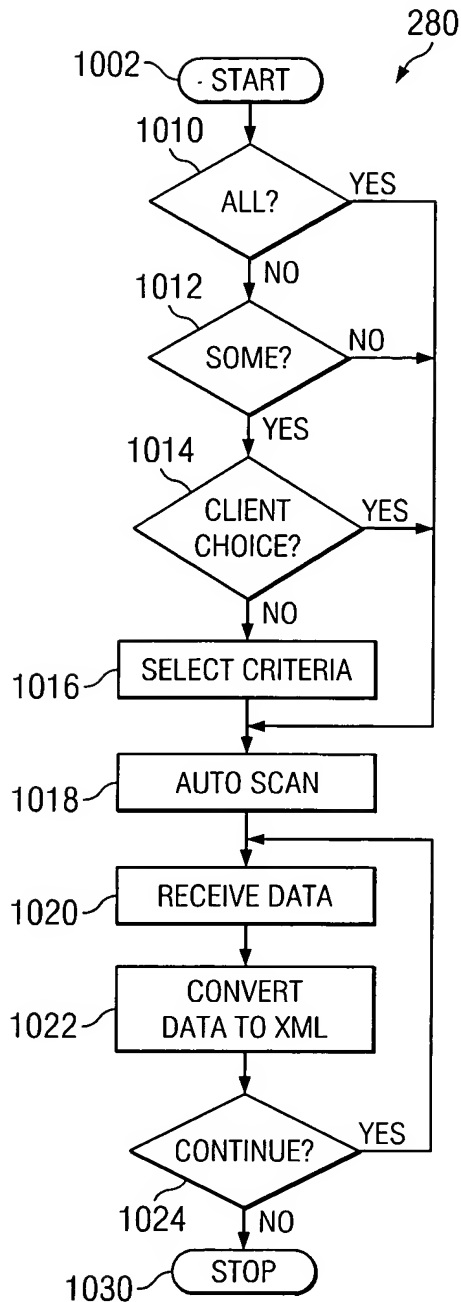 280
1002
START
1010
ALL?
YES
NO
1012
SOME?
NO
YES
1014
CLIENT
CHOICE?
YES
NO
1016
SELECT CRITERIA
1018
AUTO SCAN
1020
RECEIVE DATA
1022
CONVERT
DATA TO XML
CONTINUE?
YES
1024
NO
1030
STOP